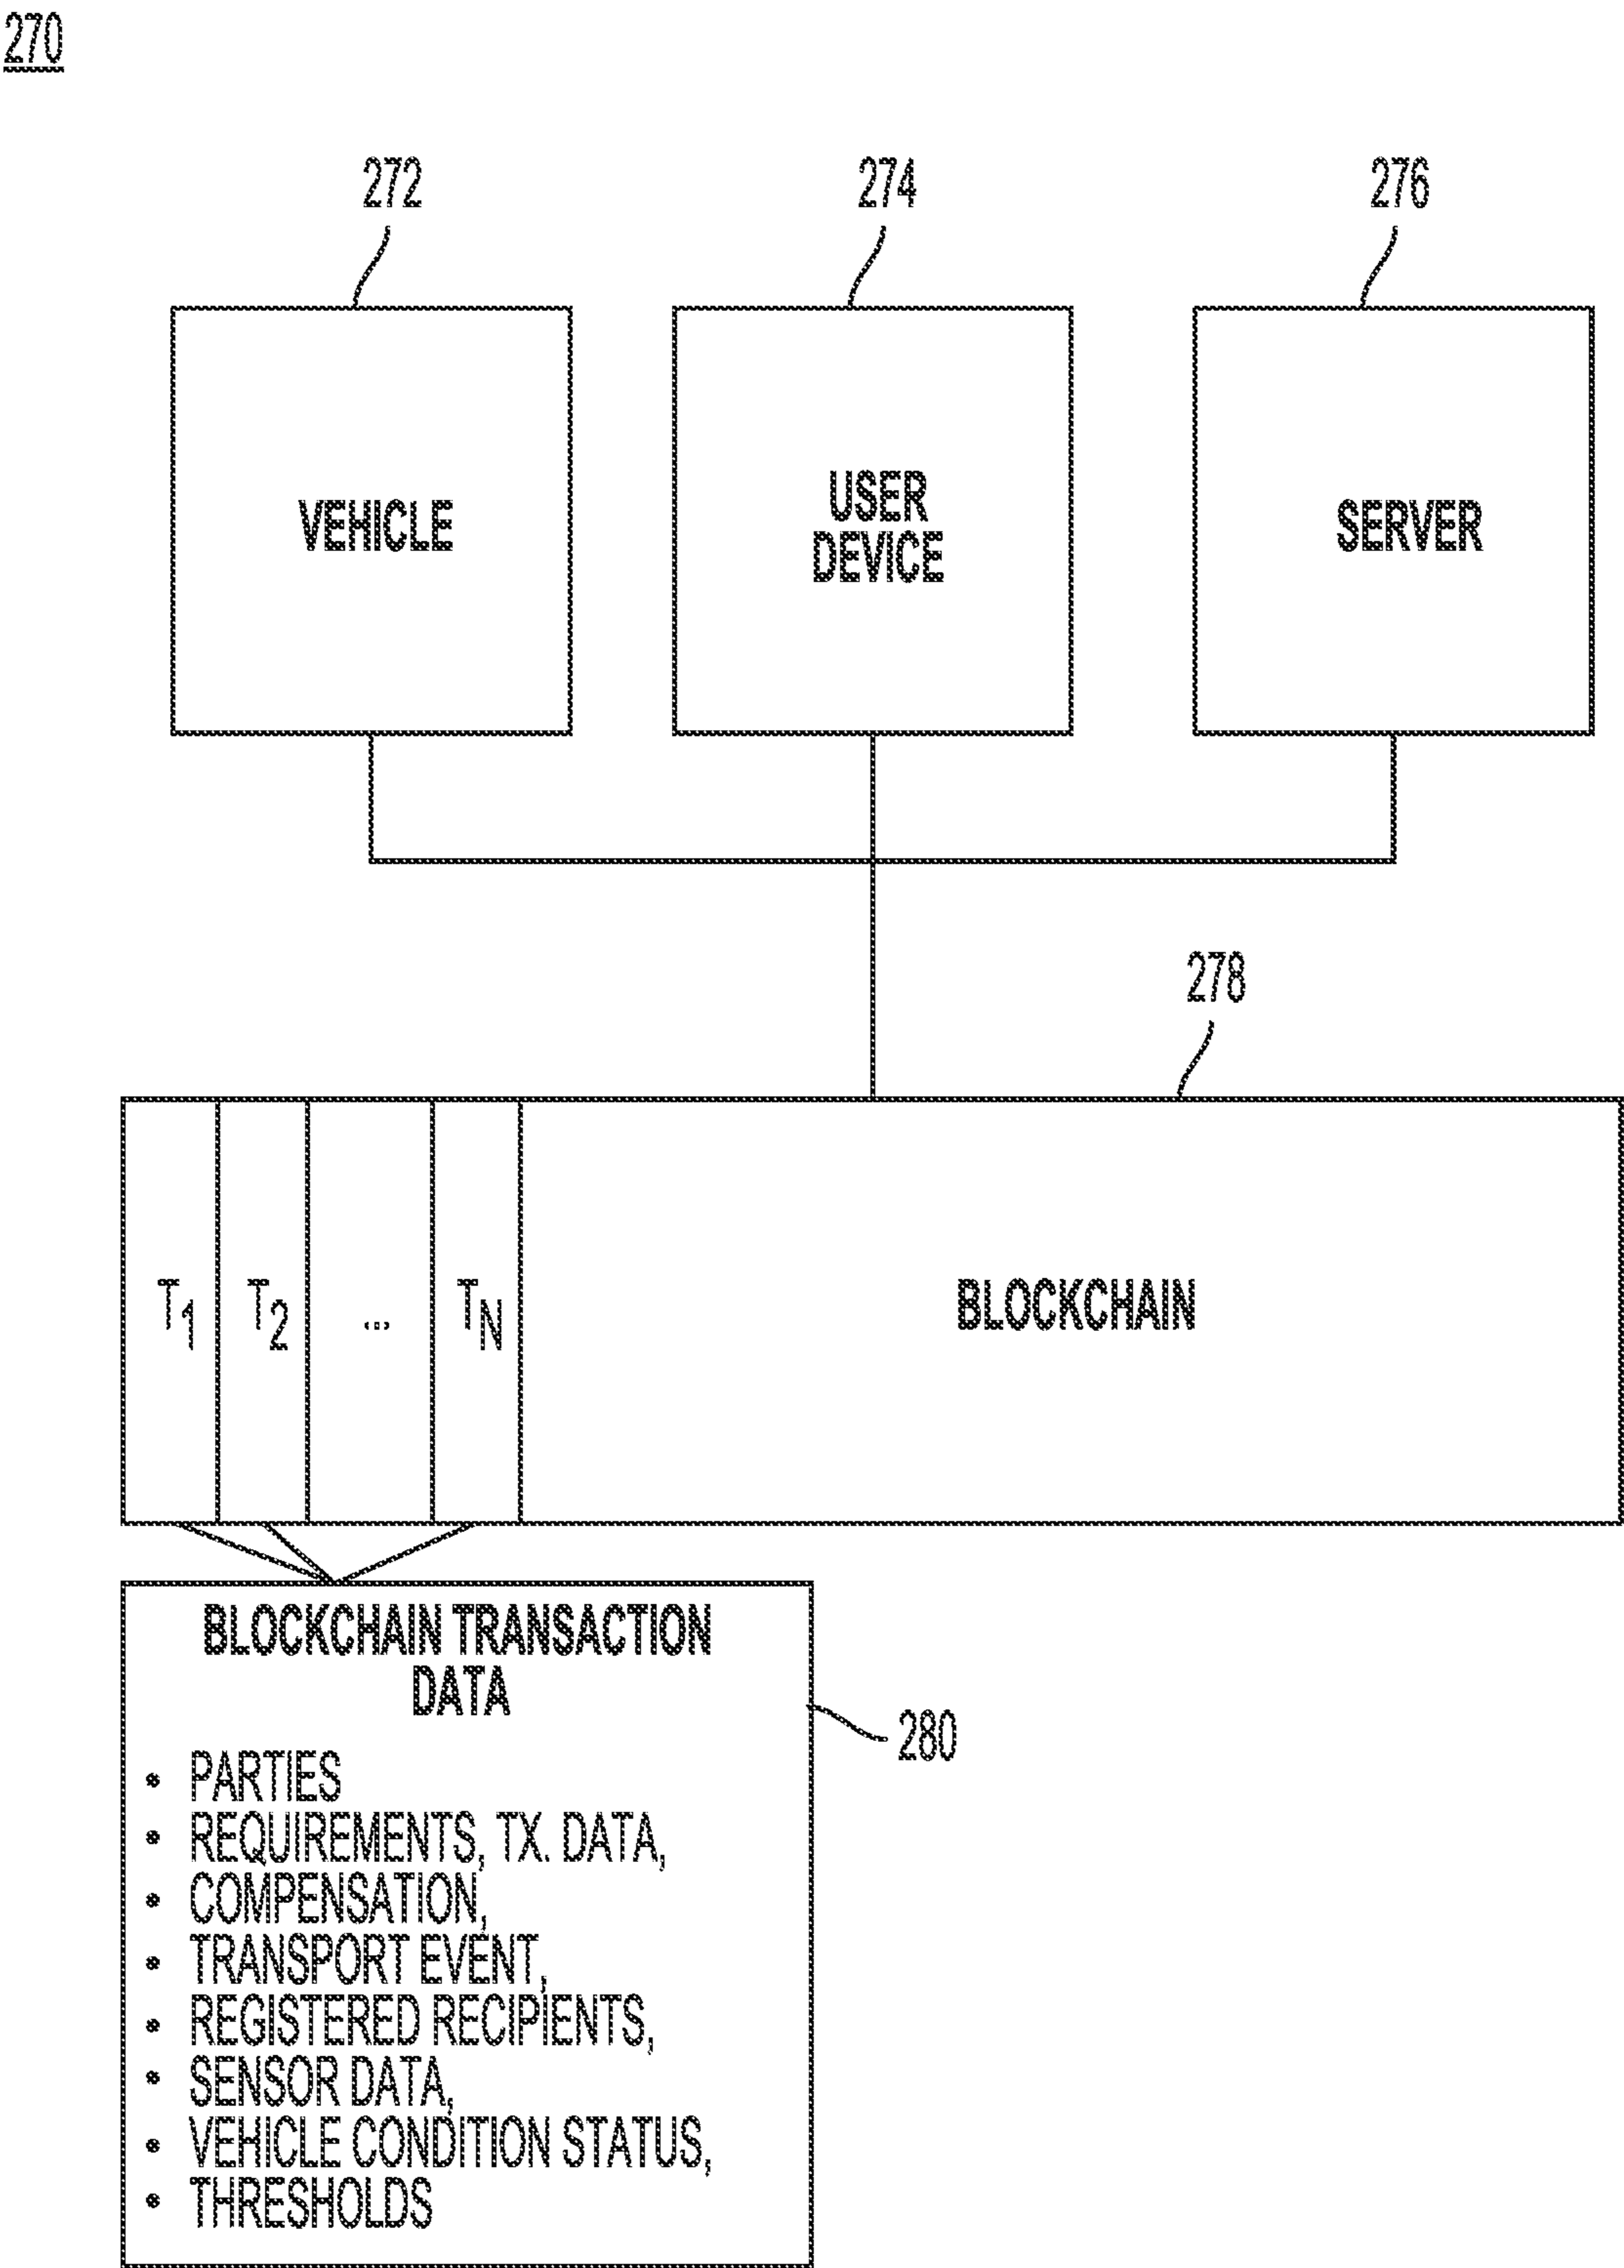 270
272
274
276
VEHICLE
USER
DEVICE
SERVER
278
T1
T2
...
TN
BLOCKCHAIN
BLOCKCHAIN TRANSACTION
DATA
280
• PARTIES
• REQUIREMENTS, TX. DATA,
• COMPENSATION,
• TRANSPORT EVENT,
• REGISTERED RECIPIENTS,
• SENSOR DATA,
• VEHICLE CONDITION STATUS,
• THRESHOLDS